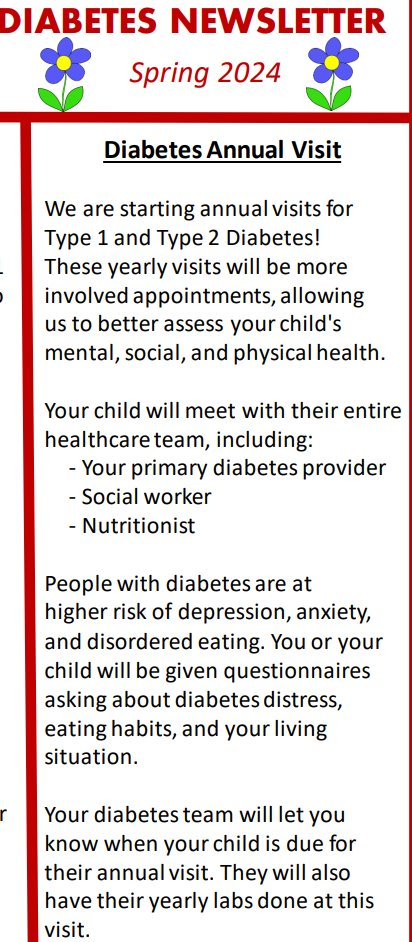 DIABETES NEWSLETTER
Spring 2024
Diabetes Annual Visit
We are starting annual visits for
Type 1 and Type 2 Diabetes!
These yearly visits will be more
involved appointments, allowing
us to better assess your child's
mental, social, and physical health.
Your child will meet with their entire
healthcare team, including:
- Your primary diabetes provider
- Social worker
- Nutritionist
People with diabetes are at
higher risk of depression, anxiety,
and disordered eating. You or your
child will be given questionnaires
asking about diabetes distress,
eating habits, and your living
situation.
Your diabetes team will let you
know when your child is due for
their annual visit. They will also
have their yearly labs done at this
visit.